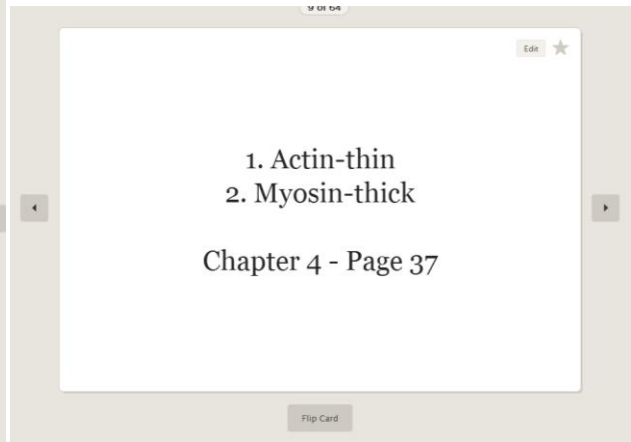 9 of 64
Edit
1. Actin-thin
2. Myosin-thick
Chapter 4 - Page 37
Flip Card